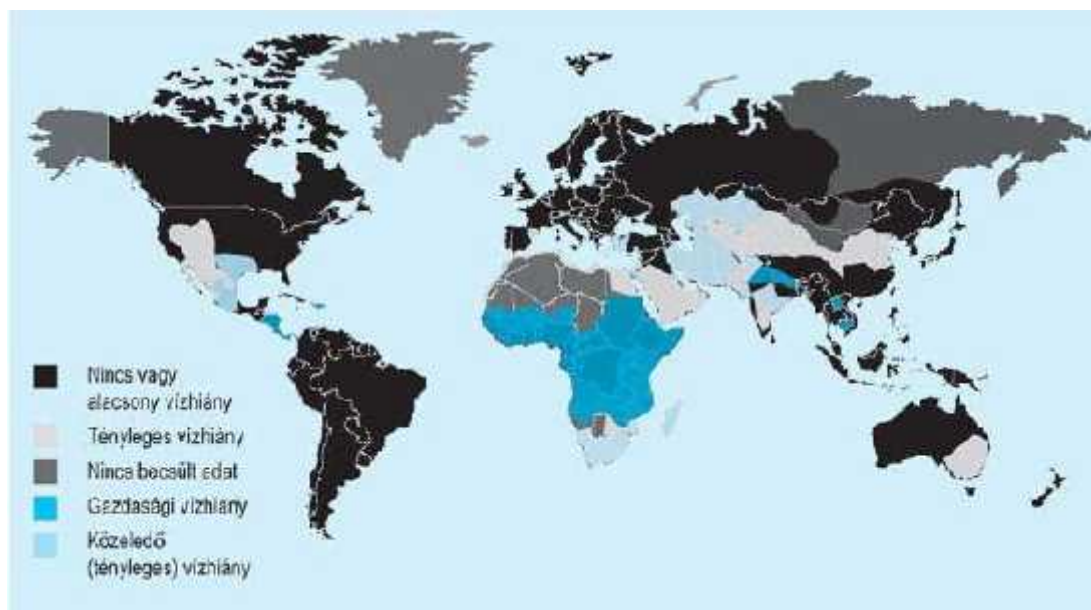 Nincs vagy
alacsony vízhiány
Tényleges vízhiány
Nincs becsült adat
Gazdasági vízhiány
Közeledő
(tényleges) vízhiány